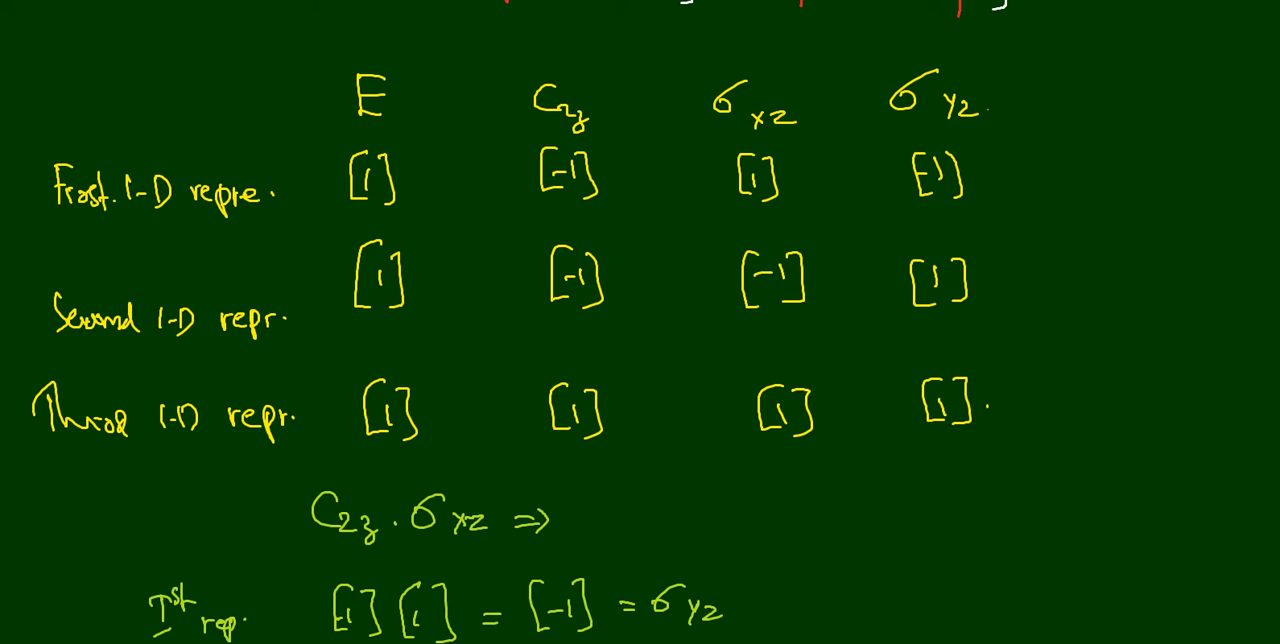 E C2z σxz σyz.
First. 1-D repre. [1] [-1] [1] [-1]
Second 1-D repr. [1] [-1] [-1] [1]
Third 1-D repr. [1] [1] [1] [1].
C2z . σxz ⇒
Ist rep. [-1] [1] = [-1] = σyz